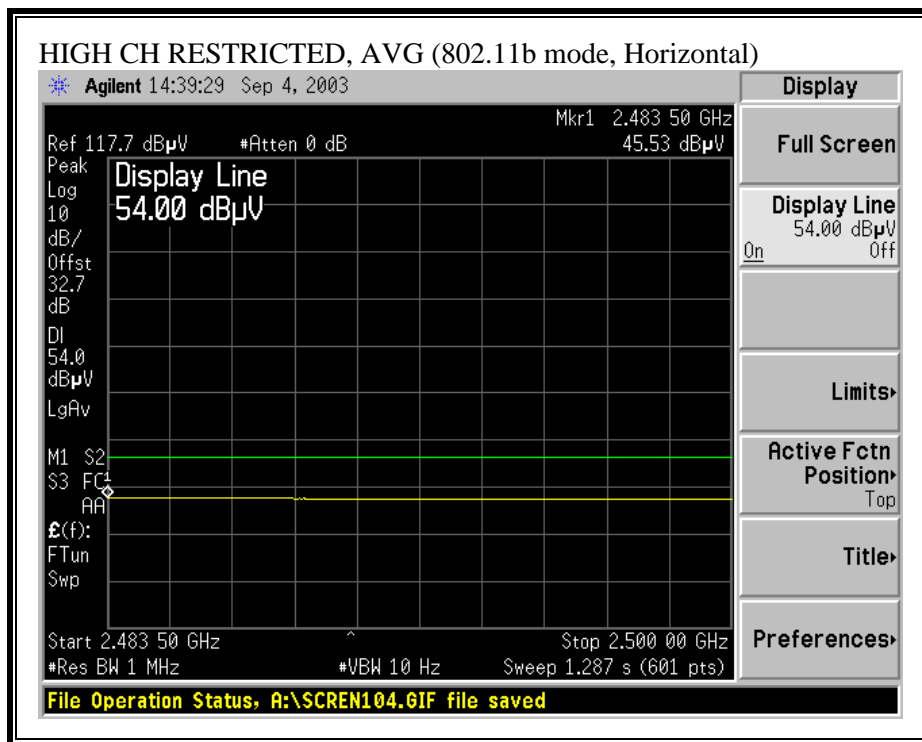 HIGH CH RESTRICTED, AVG (802.11b mode, Horizontal)
Agilent 14:39:29 Sep 4, 2003
Display
Mkr1 2.483 50 GHz
Ref 117.7 dBµV #Atten 0 dB 45.53 dBµV
Peak
Log
10
dB/
Offst
32.7
dB
DI
54.0
dBµV
LgAv
M1 S2
S3 FC
AA
£(f):
FTun
Swp
Display Line
54.00 dBµV
1
Start 2.483 50 GHz ^ Stop 2.500 00 GHz
#Res BW 1 MHz #VBW 10 Hz Sweep 1.287 s (601 pts)
Full Screen
Display Line
54.00 dBµV
On Off
Limits
Active Fctn
Position
Top
Title
Preferences
File Operation Status, A:\SCREN104.GIF file saved